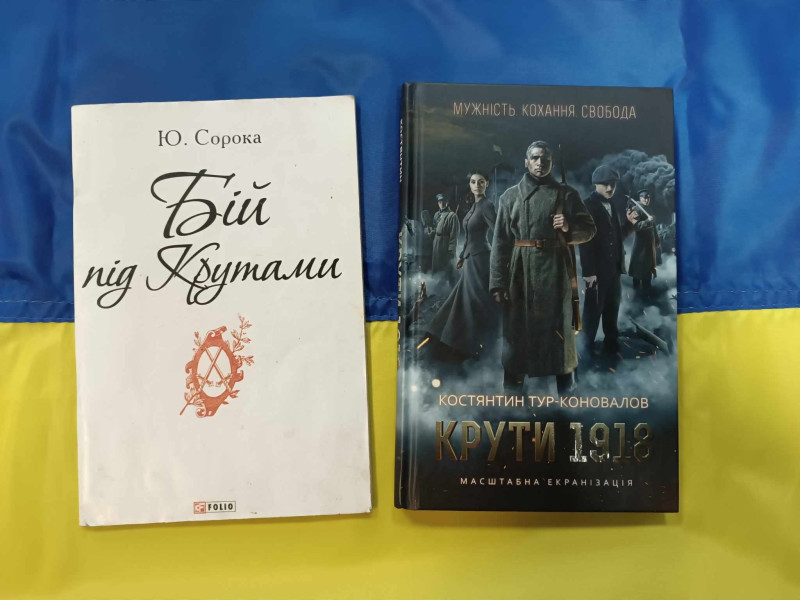 Ю. Сорока
Бій
під Крутами
FOLIO
МУЖНІСТЬ КОХАННЯ СВОБОДА
КОСТЯНТИН ТУР-КОНОВАЛОВ
КРУТИ 1918
МАСШТАБНА ЕКРАНІЗАЦІЯ